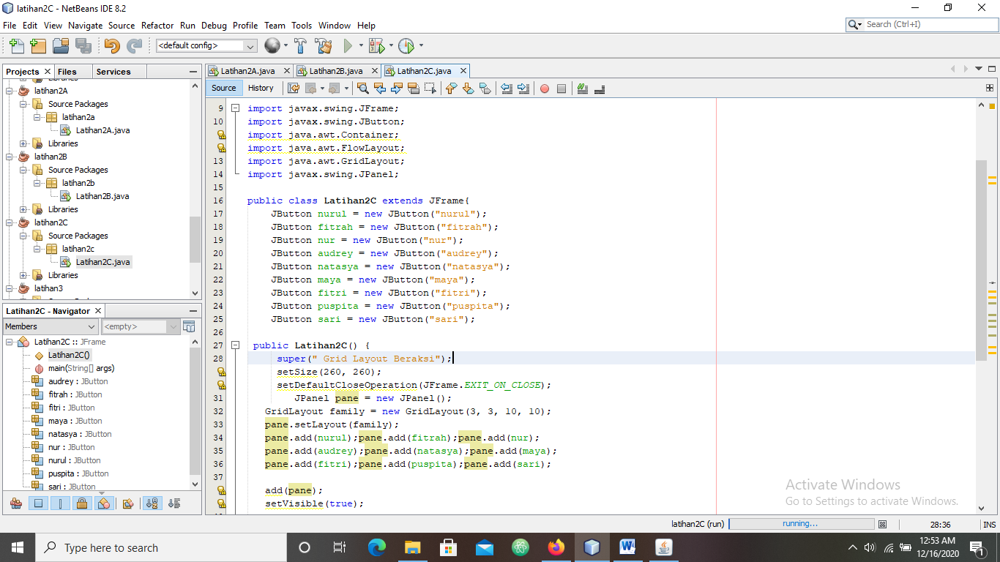 latihan2C - NetBeans IDE 8.2
File Edit View Navigate Source Refactor Run Debug Profile Team Tools Window Help
Search (Ctrl+I)
<default config>
Projects Files Services
Latihan2A.java Latihan2B.java Latihan2C.java
Source History
Libraries
latihan2A
Source Packages
latihan2a
Latihan2A.java
Libraries
latihan2B
Source Packages
latihan2b
Latihan2B.java
Libraries
latihan2C
Source Packages
latihan2c
Latihan2C.java
Libraries
latihan3
Latihan2C - Navigator
Members <empty>
Latihan2C :: JFrame
Latihan2C()
main(String[] args)
audrey : JButton
fitrah : JButton
fitri : JButton
maya : JButton
natasya : JButton
nur : JButton
nurul : JButton
puspita : JButton
sari : JButton
9 import javax.swing.JFrame;
10 import javax.swing.JButton;
import java.awt.Container;
import java.awt.FlowLayout;
13 import java.awt.GridLayout;
14 import javax.swing.JPanel;
15
16 public class Latihan2C extends JFrame{
17 JButton nurul = new JButton("nurul");
18 JButton fitrah = new JButton("fitrah");
19 JButton nur = new JButton("nur");
20 JButton audrey = new JButton("audrey");
21 JButton natasya = new JButton("natasya");
22 JButton maya = new JButton("maya");
23 JButton fitri = new JButton("fitri");
24 JButton puspita = new JButton("puspita");
25 JButton sari = new JButton("sari");
26
27 public Latihan2C() {
28 super(" Grid Layout Beraksi");
setSize(260, 260);
setDefaultCloseOperation(JFrame.EXIT_ON_CLOSE);
31 JPanel pane = new JPanel();
32 GridLayout family = new GridLayout(3, 3, 10, 10);
33 pane.setLayout(family);
34 pane.add(nurul);pane.add(fitrah);pane.add(nur);
35 pane.add(audrey);pane.add(natasya);pane.add(maya);
36 pane.add(fitri);pane.add(puspita);pane.add(sari);
37
add(pane);
setVisible(true);
Activate Windows
Go to Settings to activate Windows.
latihan2C (run) running... 28:36 INS
Type here to search
12:53 AM
12/16/2020
1